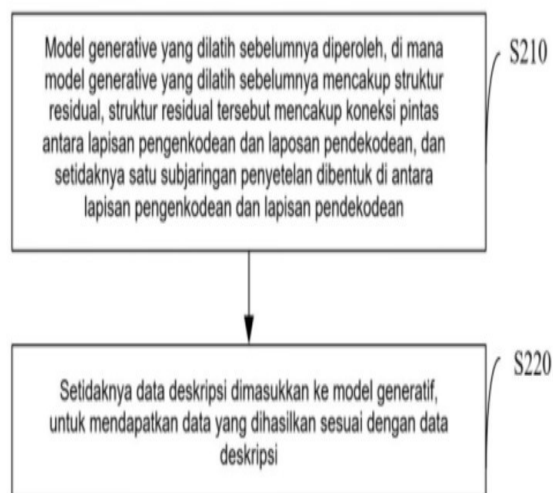 Model generative yang dilatih sebelumnya diperoleh, di mana
model generative yang dilatih sebelumnya mencakup struktur
residual, struktur residual tersebut mencakup koneksi pintas
antara lapisan pengenkodean dan laposan pendekodean, dan
setidaknya satu subjaringan penyetelan dibentuk di antara
lapisan pengenkodean dan lapisan pendekodean
S210
Setidaknya data deskripsi dimasukkan ke model generatif,
untuk mendapatkan data yang dihasilkan sesuai dengan data
deskripsi
S220